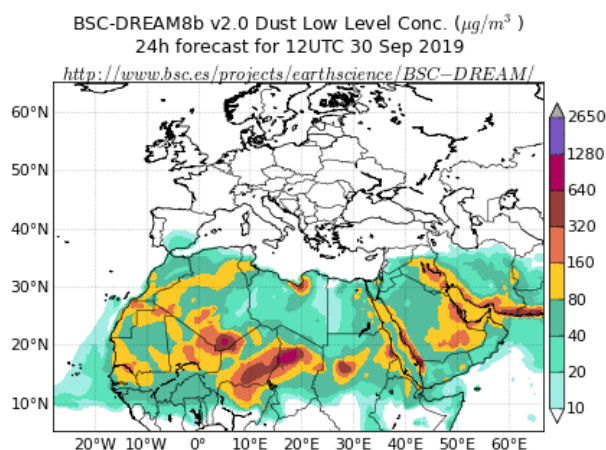 BSC-DREAM8b v2.0 Dust Low Level Conc. (μg/m³ )
24h forecast for 12UTC 30 Sep 2019
http://www.bsc.es/projects/earthscience/BSC−DREAM/
60°N
50°N
40°N
30°N
20°N
10°N
20°W
10°W
0°
10°E
20°E
30°E
40°E
50°E
60°E
2650
1280
640
320
160
80
40
20
10